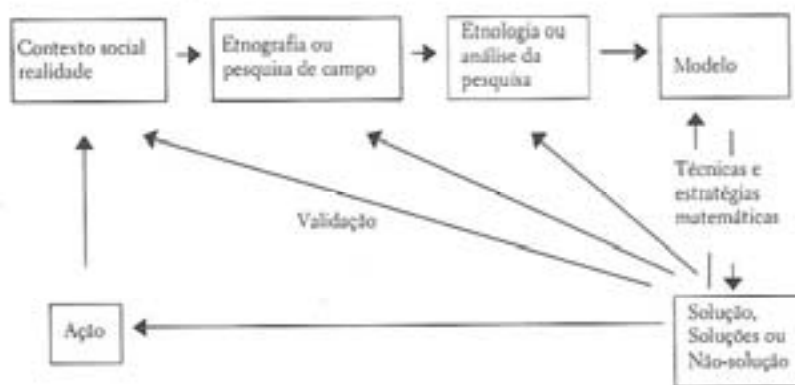 Contexto social
realidade
Etnografia ou
pesquisa de campo
Etnologia ou
análise da
pesquisa
Modelo
Técnicas e
estratégias
matemáticas
Validação
Ação
Solução,
Soluções ou
Não-solução